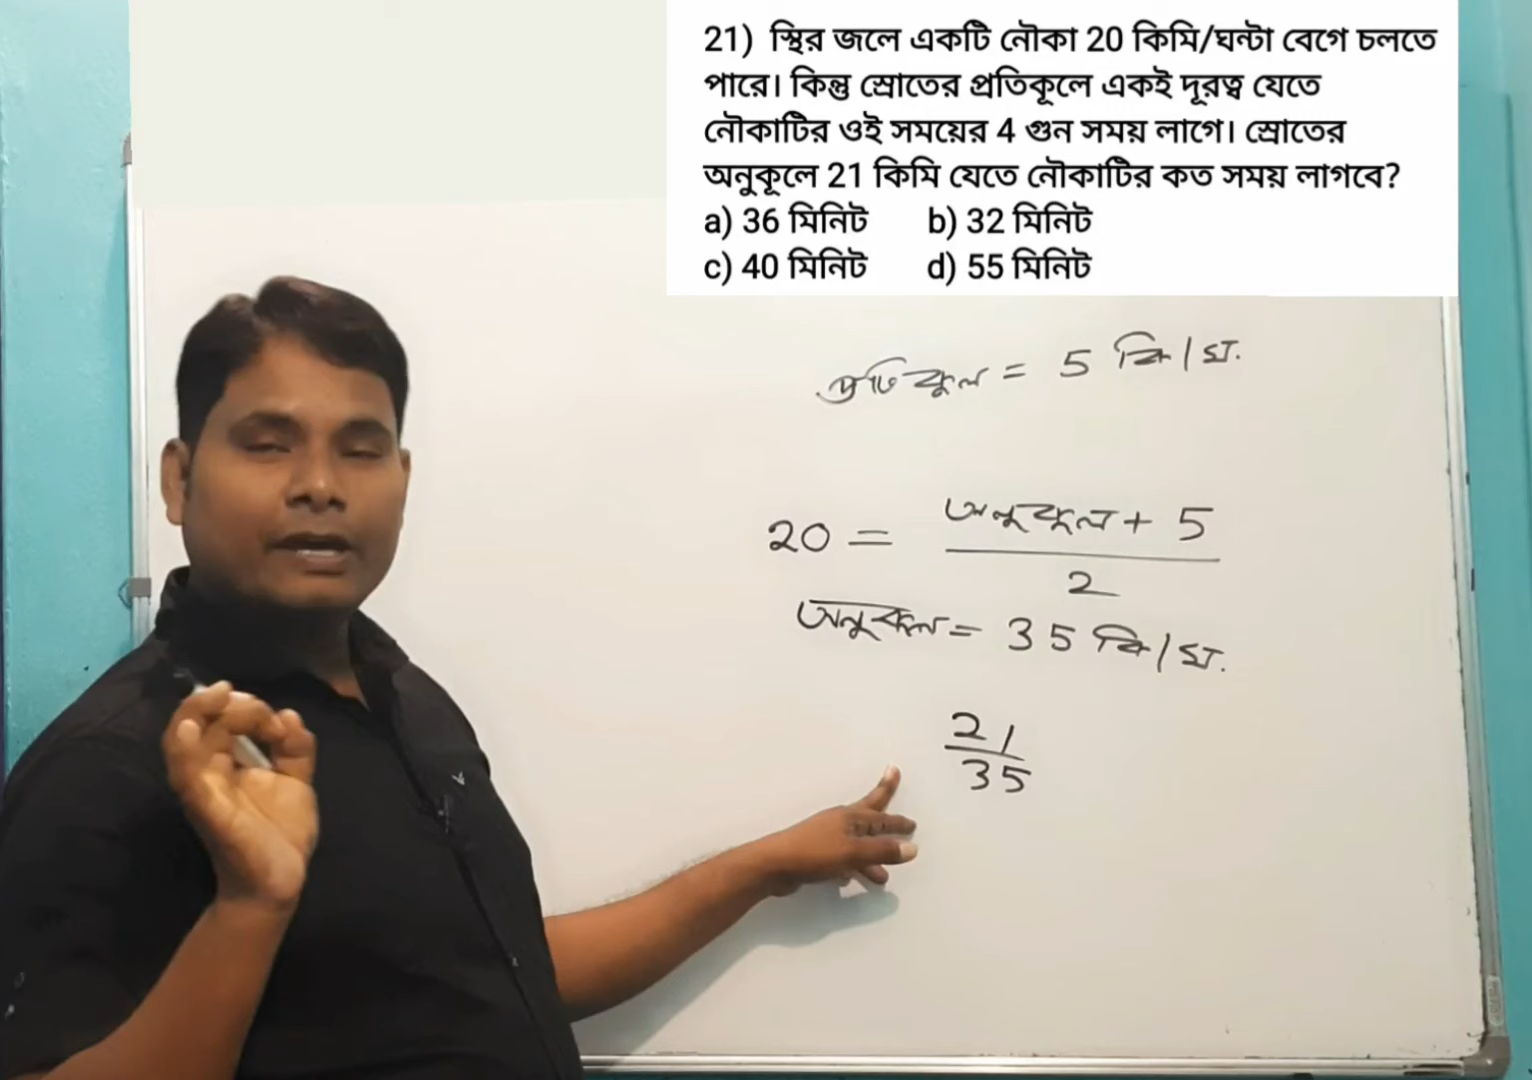 21) স্থির জলে একটি নৌকা 20 কিমি/ঘন্টা বেগে চলতে
পারে। কিন্তু স্রোতের প্রতিকূলে একই দূরত্ব যেতে
নৌকাটির ওই সময়ের 4 গুন সময় লাগে। স্রোতের
অনুকূলে 21 কিমি যেতে নৌকাটির কত সময় লাগবে?
a) 36 মিনিট b) 32 মিনিট
c) 40 মিনিট d) 55 মিনিট
প্রতিকুল = 5 কি/ঘ.
20 = অনুকুল + 5
2
অনুকুল = 35 কি/ঘ.
21
35